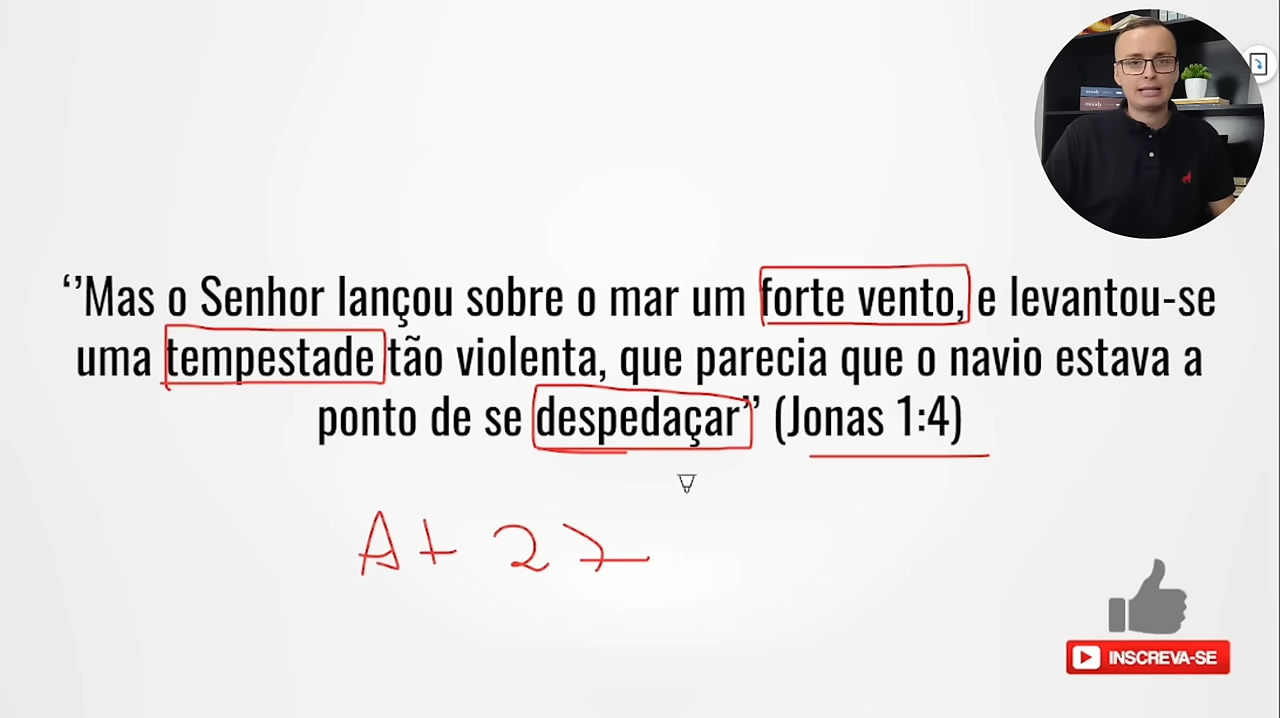 ‘’Mas o Senhor lançou sobre o mar um forte vento, e levantou-se
uma tempestade tão violenta, que parecia que o navio estava a
ponto de se despedaçar’’ (Jonas 1:4)
At 27
INSCREVA-SE